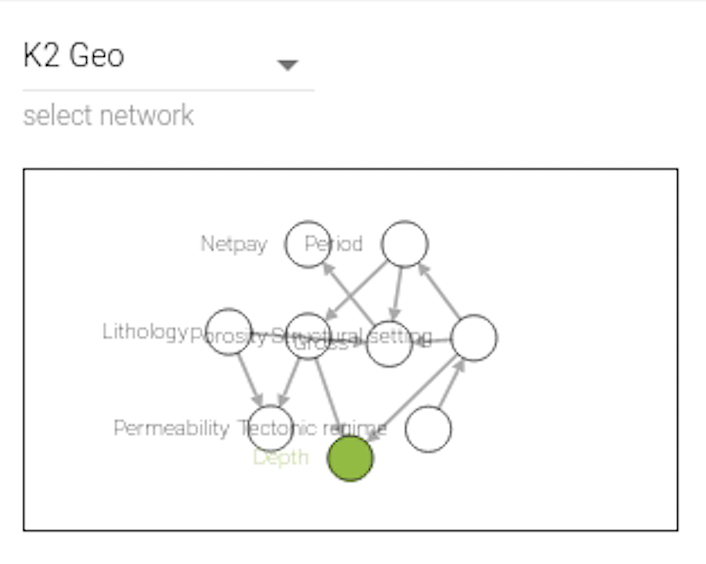 K2 Geo
select network
Netpay
Period
Lithology
Porosity
Structural setting
Gross
Permeability
Tectonic regime
Depth